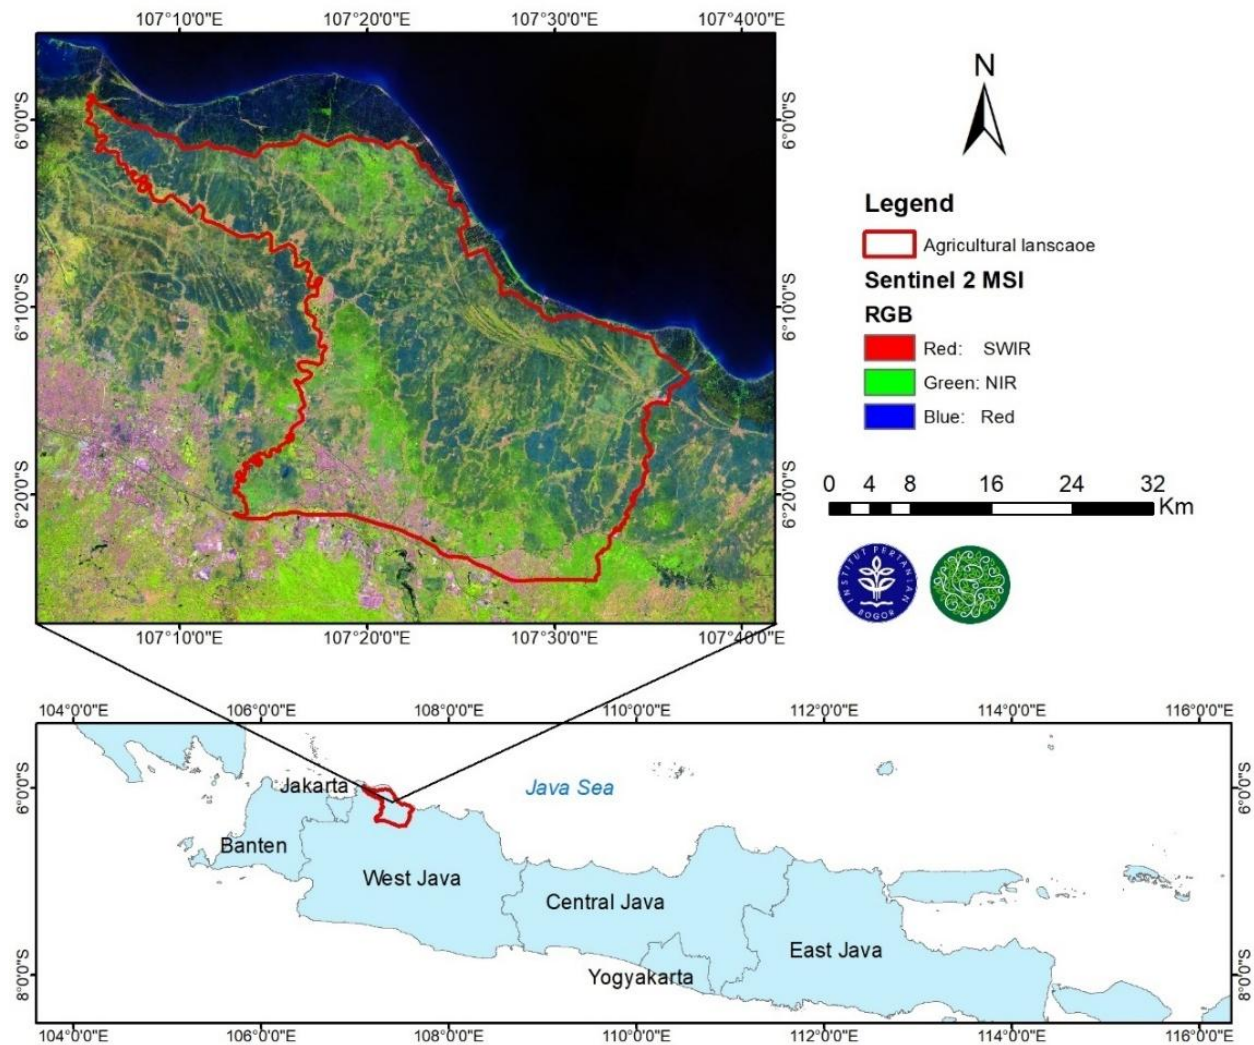 107°10'0"E 107°20'0"E 107°30'0"E 107°40'0"E
6°0'0"S
6°10'0"S
6°20'0"S
6°0'0"S
6°10'0"S
6°20'0"S
107°10'0"E 107°20'0"E 107°30'0"E 107°40'0"E
N
Legend
Agricultural lanscaoe
Sentinel 2 MSI
RGB
Red: SWIR
Green: NIR
Blue: Red
0 4 8 16 24 32
Km
INSTITUT PERTANIAN
BOGOR
104°0'0"E 106°0'0"E 108°0'0"E 110°0'0"E 112°0'0"E 114°0'0"E 116°0'0"E
6°0'0"S
8°0'0"S
Jakarta
Java Sea
Banten
West Java
Central Java
East Java
Yogyakarta
6°0'0"S
8°0'0"S
104°0'0"E 106°0'0"E 108°0'0"E 110°0'0"E 112°0'0"E 114°0'0"E 116°0'0"E